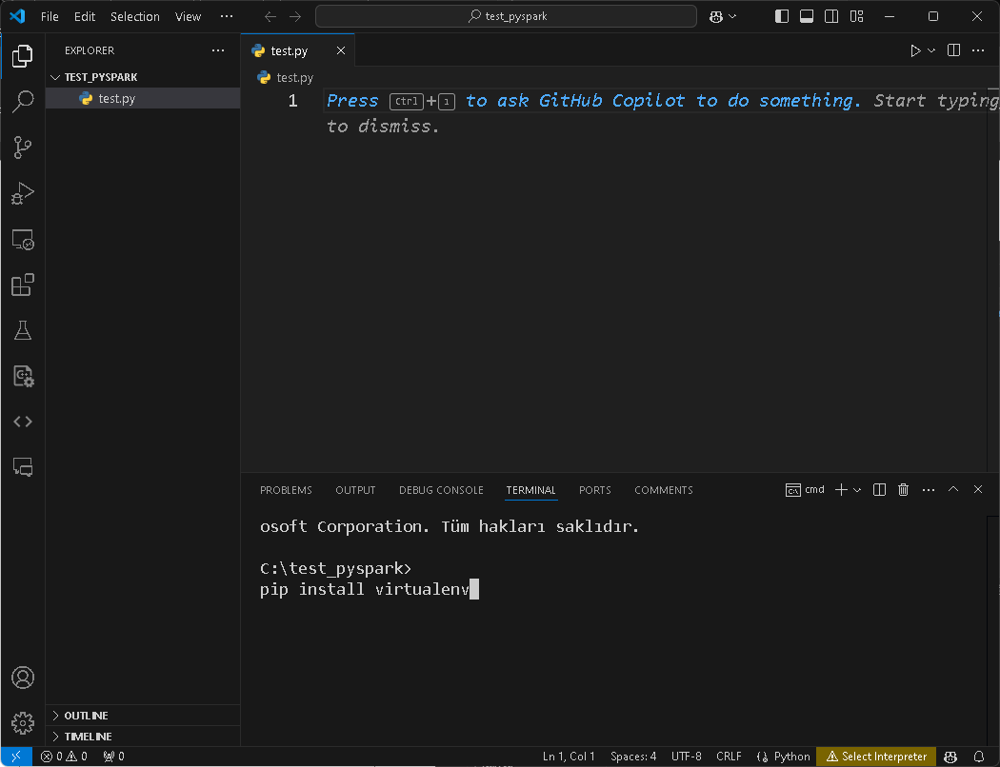 File Edit Selection View ··· test_pyspark
EXPLORER ···
TEST_PYSPARK
test.py
test.py
test.py
1 Press Ctrl+I to ask GitHub Copilot to do something. Start typing
to dismiss.
PROBLEMS OUTPUT DEBUG CONSOLE TERMINAL PORTS COMMENTS cmd
osoft Corporation. Tüm hakları saklıdır.
C:\test_pyspark>
pip install virtualenv
OUTLINE
TIMELINE
0 0 0 Ln 1, Col 1 Spaces: 4 UTF-8 CRLF Python Select Interpreter